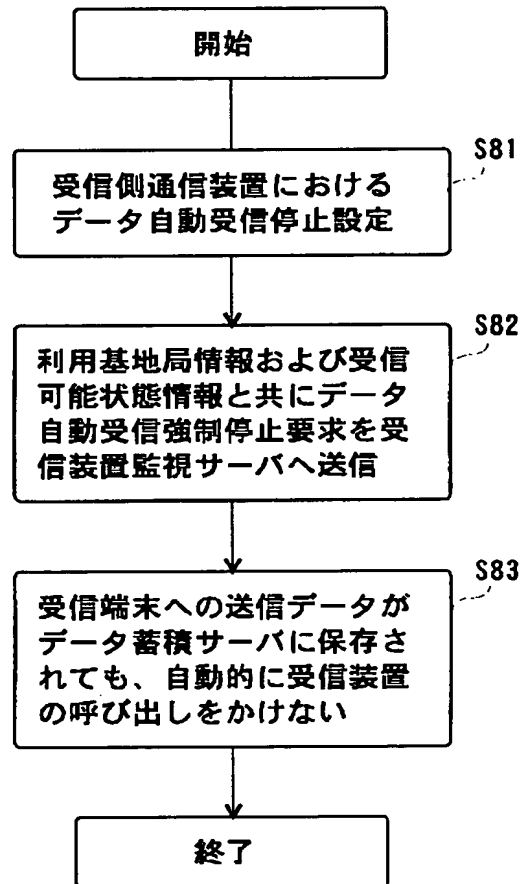 開始
S81
受信側通信装置における
データ自動受信停止設定
S82
利用基地局情報および受信
可能状態情報と共にデータ
自動受信強制停止要求を受
信装置監視サーバへ送信
S83
受信端末への送信データが
データ蓄積サーバに保存さ
れても、自動的に受信装置
の呼び出しをかけない
終了